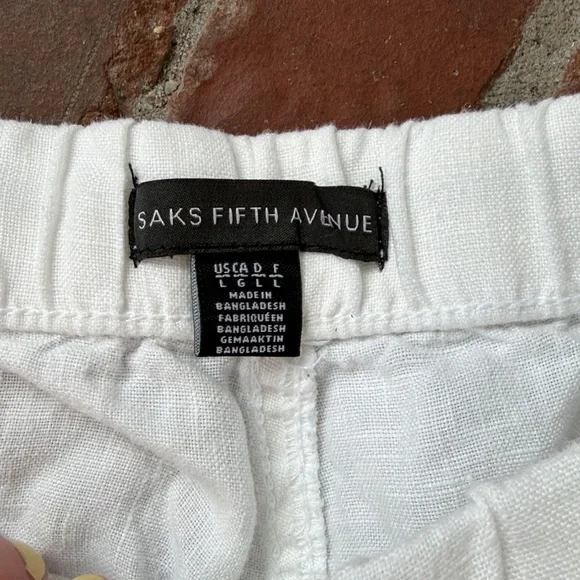 SAKS FIFTH AVENUE
US CA D F
L G L L
MADE IN
BANGLADESH
FABRIQUÉEN
BANGLADESH
GEMAAKTIN
BANGLADESH